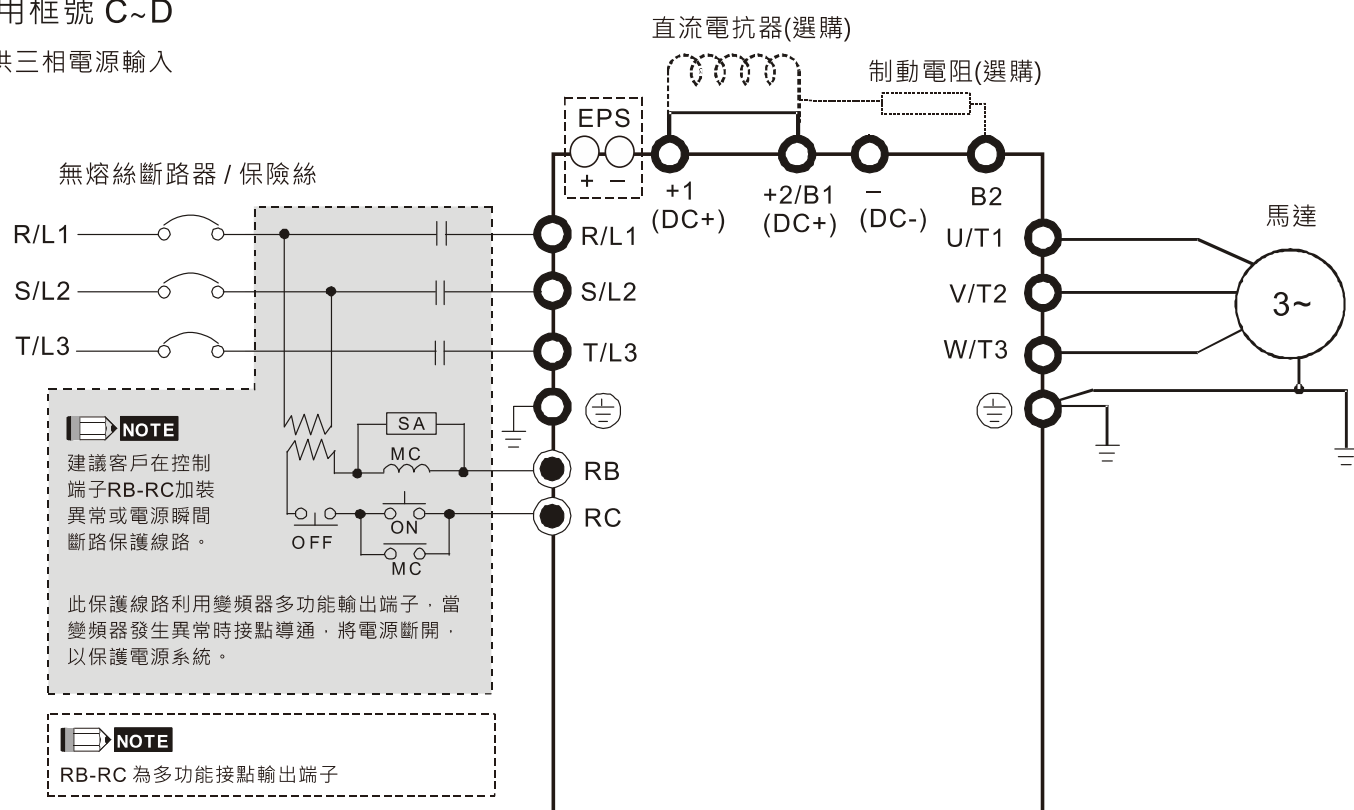 用框號 C~D
供三相電源輸入
直流電抗器(選購)
制動電阻(選購)
EPS
+ −
+1
(DC+)
+2/B1
(DC+)
−
(DC-)
B2
無熔絲斷路器 / 保險絲
R/L1
S/L2
T/L3
R/L1
S/L2
T/L3
RB
RC
U/T1
V/T2
W/T3
馬達
3~
SA
MC
OFF
ON
MC
NOTE
建議客戶在控制
端子RB-RC加裝
異常或電源瞬間
斷路保護線路。
此保護線路利用變頻器多功能輸出端子，當
變頻器發生異常時接點導通，將電源斷開，
以保護電源系統。
NOTE
RB-RC 為多功能接點輸出端子